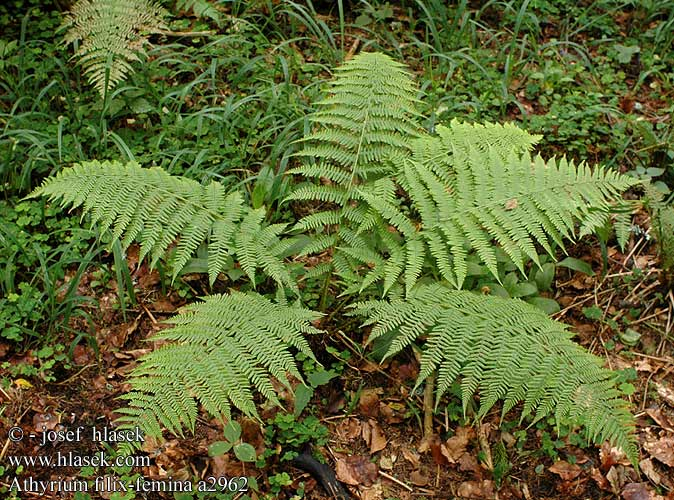 © - josef hlasek
www.hlasek.com
Athyrium filix-femina a2962